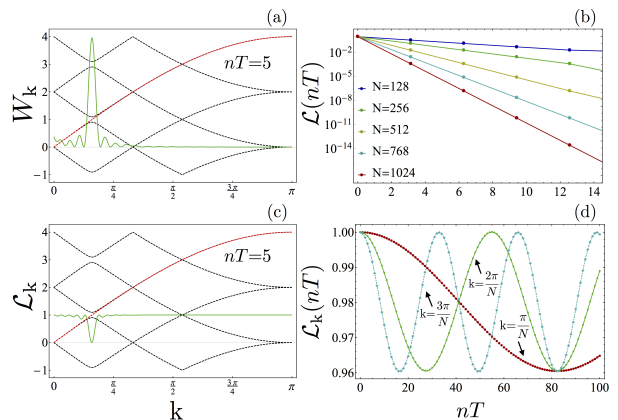 (a)
W_k
4
3
2
1
0
-1
nT=5
0
π/4
π/2
3π/4
π
(b)
𝓛(nT)
10^-2
10^-5
10^-8
10^-11
10^-14
N=128
N=256
N=512
N=768
N=1024
0 2 4 6 8 10 12 14
(c)
𝓛_k
4
3
2
1
0
-1
nT=5
0
π/4
π/2
3π/4
π
k
(d)
𝓛_k(nT)
1.00
0.99
0.98
0.97
0.96
k=2π/N
k=3π/N
k=π/N
0 20 40 60 80 100
nT